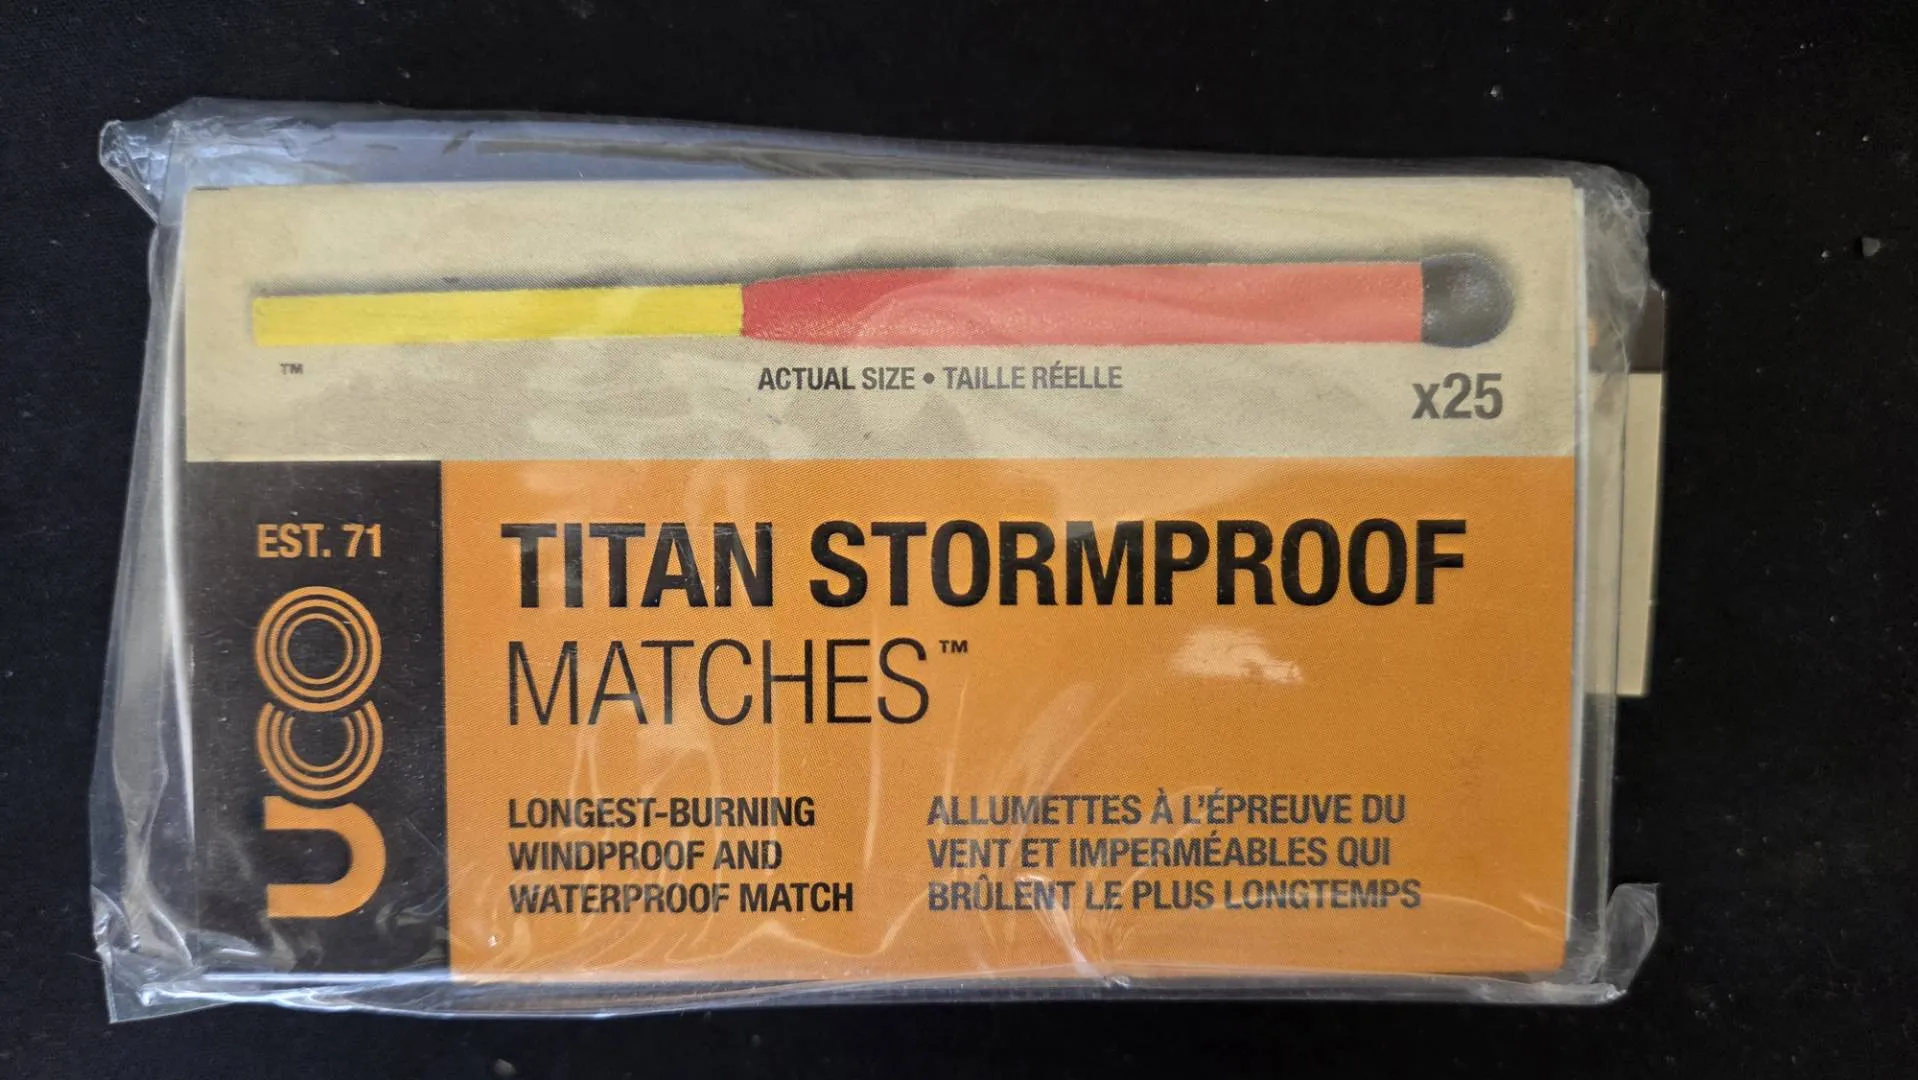 ™
ACTUAL SIZE • TAILLE RÉELLE
x25
EST. 71
UCO
TITAN STORMPROOF
MATCHES™
LONGEST-BURNING
WINDPROOF AND
WATERPROOF MATCH
ALLUMETTES À L'ÉPREUVE DU
VENT ET IMPERMÉABLES QUI
BRÛLENT LE PLUS LONGTEMPS